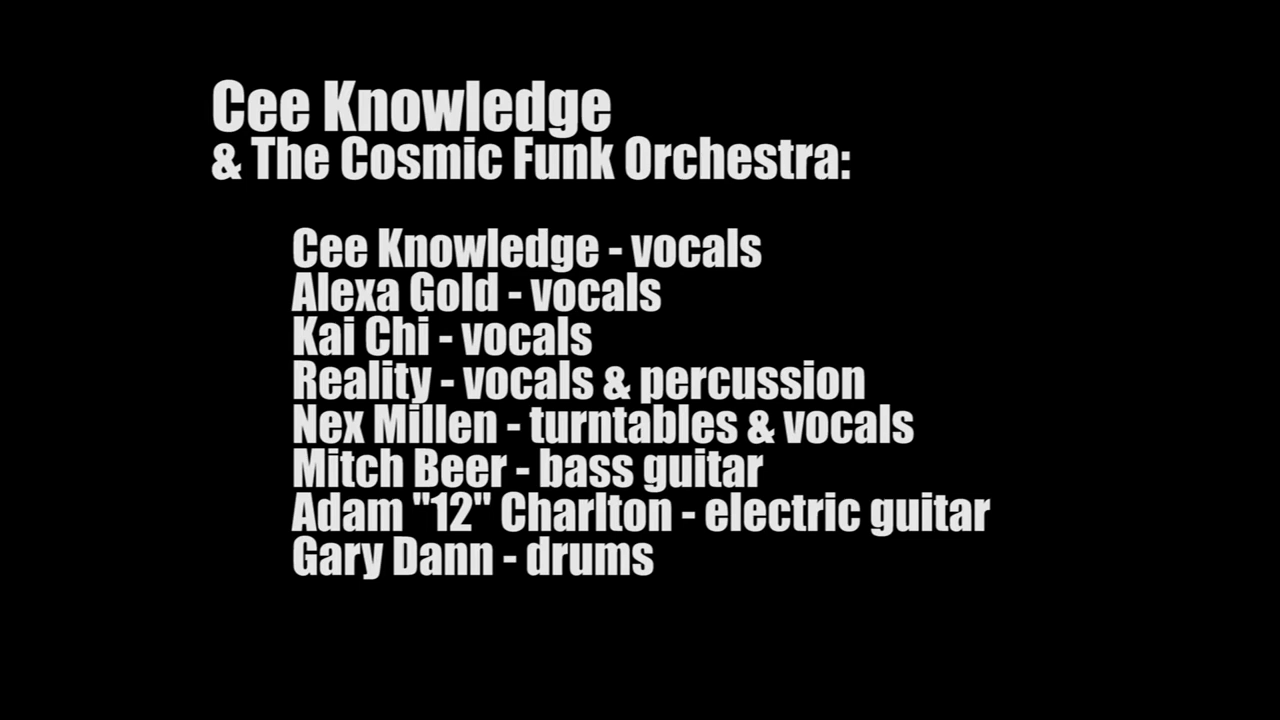 Cee Knowledge
& The Cosmic Funk Orchestra:
Cee Knowledge - vocals
Alexa Gold - vocals
Kai Chi - vocals
Reality - vocals & percussion
Nex Millen - turntables & vocals
Mitch Beer - bass guitar
Adam "12" Charlton - electric guitar
Gary Dann - drums